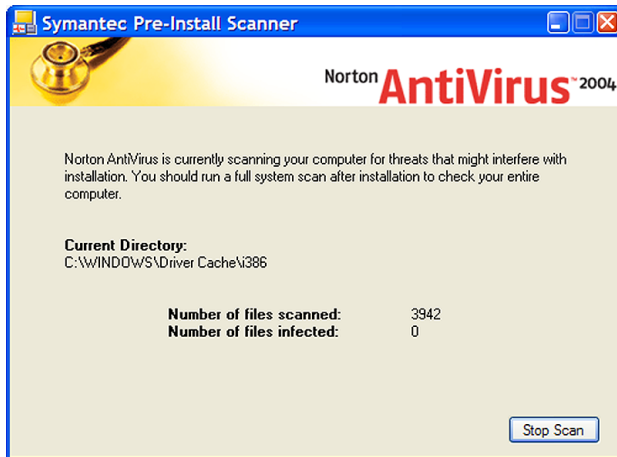 Symantec Pre-Install Scanner
Norton AntiVirus™ 2004
Norton AntiVirus is currently scanning your computer for threats that might interfere with
installation. You should run a full system scan after installation to check your entire
computer.
Current Directory:
C:\WINDOWS\Driver Cache\i386
Number of files scanned: 3942
Number of files infected: 0
Stop Scan